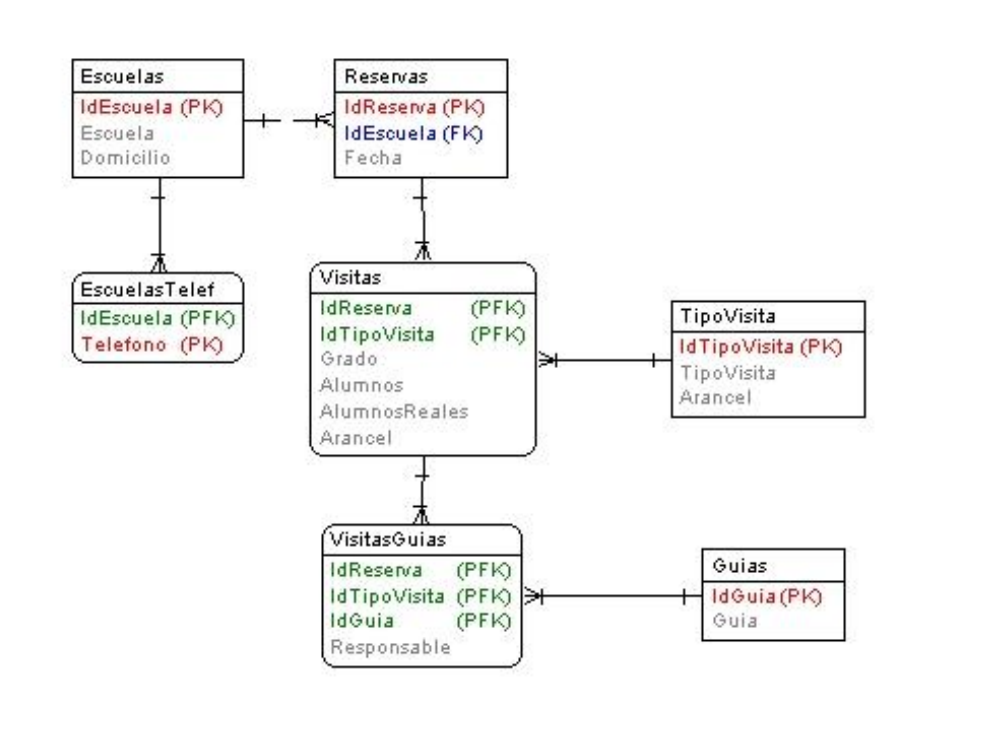 Escuelas
IdEscuela (PK)
Escuela
Domicilio
Reservas
IdReserva (PK)
IdEscuela (FK)
Fecha
EscuelasTelef
IdEscuela (PFK)
Telefono (PK)
Visitas
IdReserva (PFK)
IdTipoVisita (PFK)
Grado
Alumnos
AlumnosReales
Arancel
TipoVisita
IdTipoVisita (PK)
TipoVisita
Arancel
VisitasGuias
IdReserva (PFK)
IdTipoVisita (PFK)
IdGuia (PFK)
Responsable
Guias
IdGuia (PK)
Guia